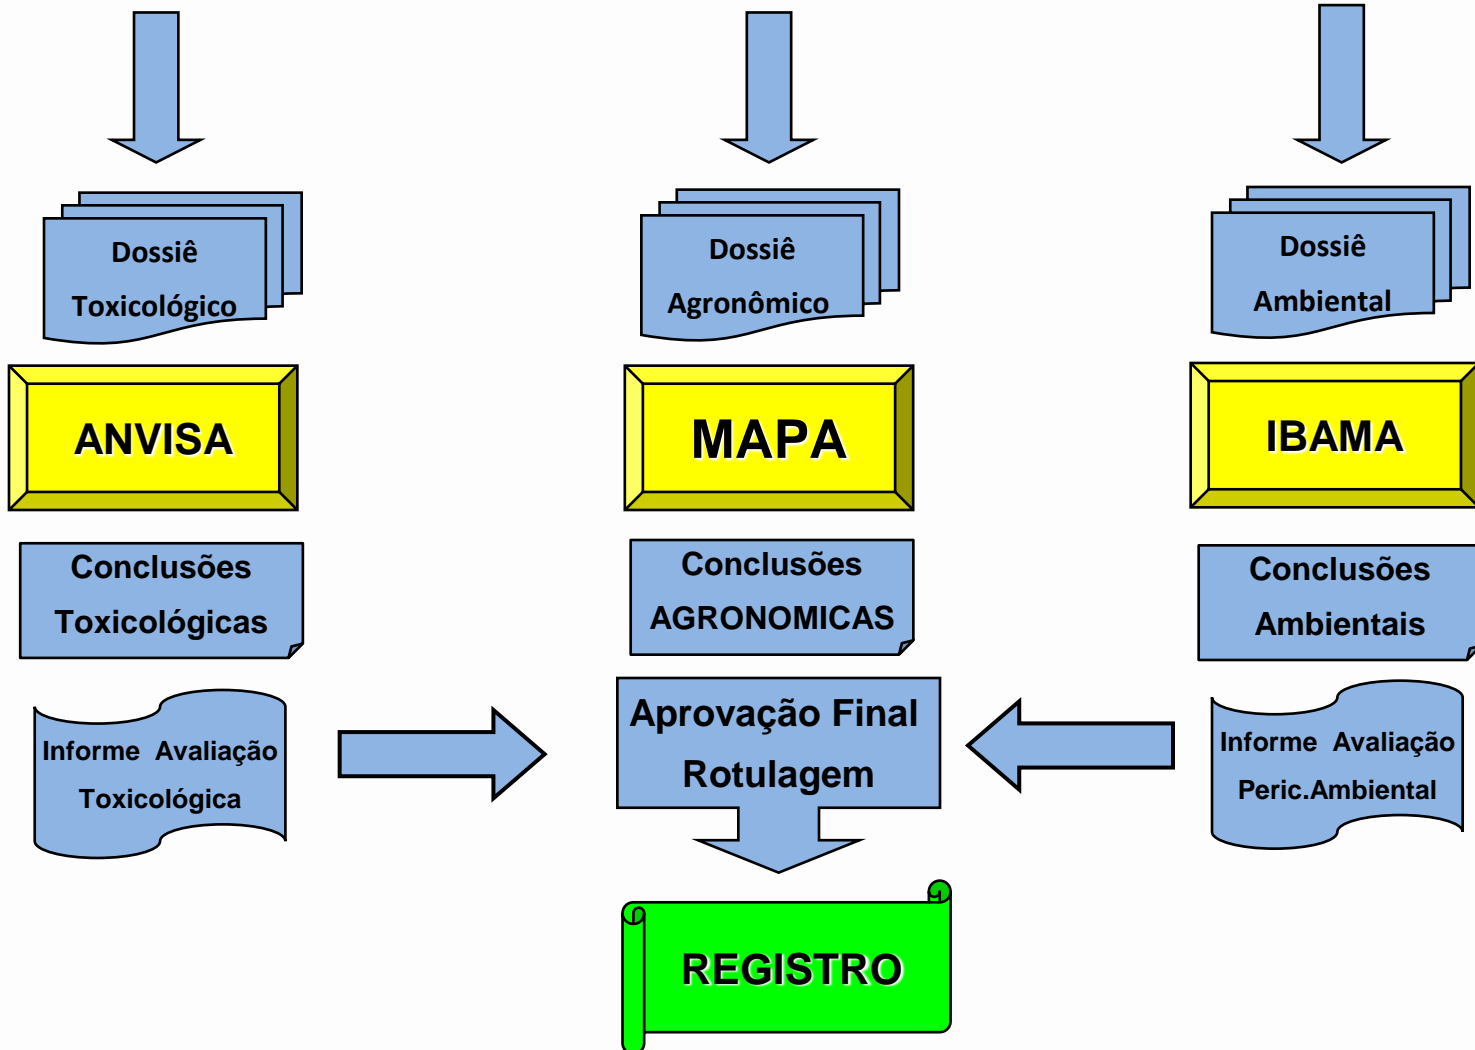 Dossiê
Toxicológico
Dossiê
Agronômico
Dossiê
Ambiental
ANVISA
MAPA
IBAMA
Conclusões
Toxicológicas
Conclusões
AGRONOMICAS
Conclusões
Ambientais
Informe Avaliação
Toxicológica
Aprovação Final
Rotulagem
Informe Avaliação
Peric.Ambiental
REGISTRO